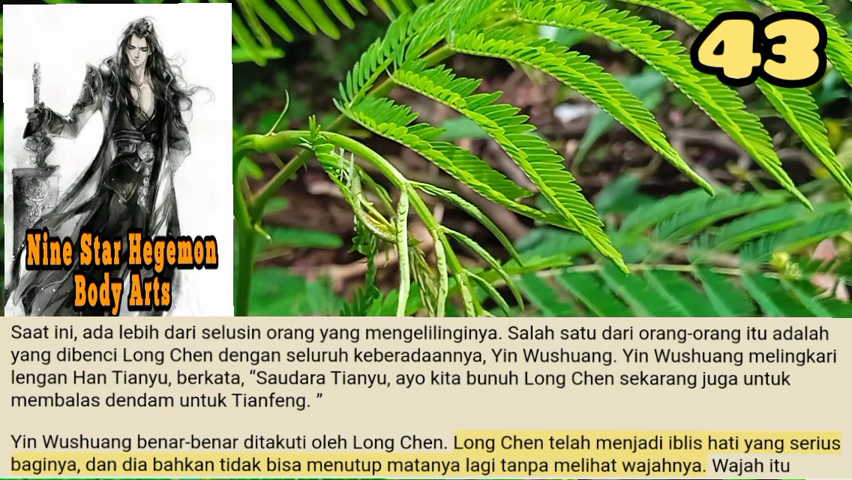 43
Nine Star Hegemon
Body Arts
Saat ini, ada lebih dari selusin orang yang mengelilinginya. Salah satu dari orang-orang itu adalah
yang dibenci Long Chen dengan seluruh keberadaannya, Yin Wushuang. Yin Wushuang melingkari
lengan Han Tianyu, berkata, “Saudara Tianyu, ayo kita bunuh Long Chen sekarang juga untuk
membalas dendam untuk Tianfeng. ”
Yin Wushuang benar-benar ditakuti oleh Long Chen. Long Chen telah menjadi iblis hati yang serius
baginya, dan dia bahkan tidak bisa menutup matanya lagi tanpa melihat wajahnya. Wajah itu